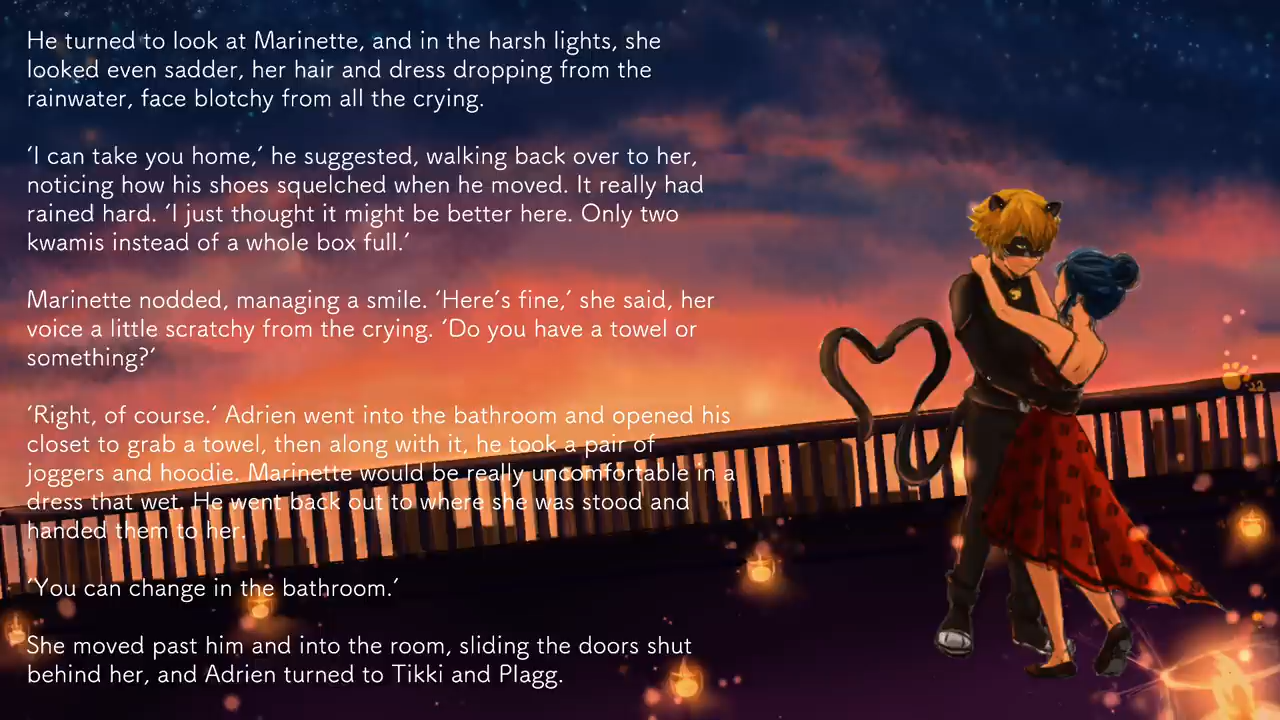 He turned to look at Marinette, and in the harsh lights, she
looked even sadder, her hair and dress dropping from the
rainwater, face blotchy from all the crying.
‘I can take you home,’ he suggested, walking back over to her,
noticing how his shoes squelched when he moved. It really had
rained hard. ‘I just thought it might be better here. Only two
kwamis instead of a whole box full.’
Marinette nodded, managing a smile. ‘Here’s fine,’ she said, her
voice a little scratchy from the crying. ‘Do you have a towel or
something?’
‘Right, of course.’ Adrien went into the bathroom and opened his
closet to grab a towel, then along with it, he took a pair of
joggers and hoodie. Marinette would be really uncomfortable in a
dress that wet. He went back out to where she was stood and
handed them to her.
‘You can change in the bathroom.’
She moved past him and into the room, sliding the doors shut
behind her, and Adrien turned to Tikki and Plagg.
'22